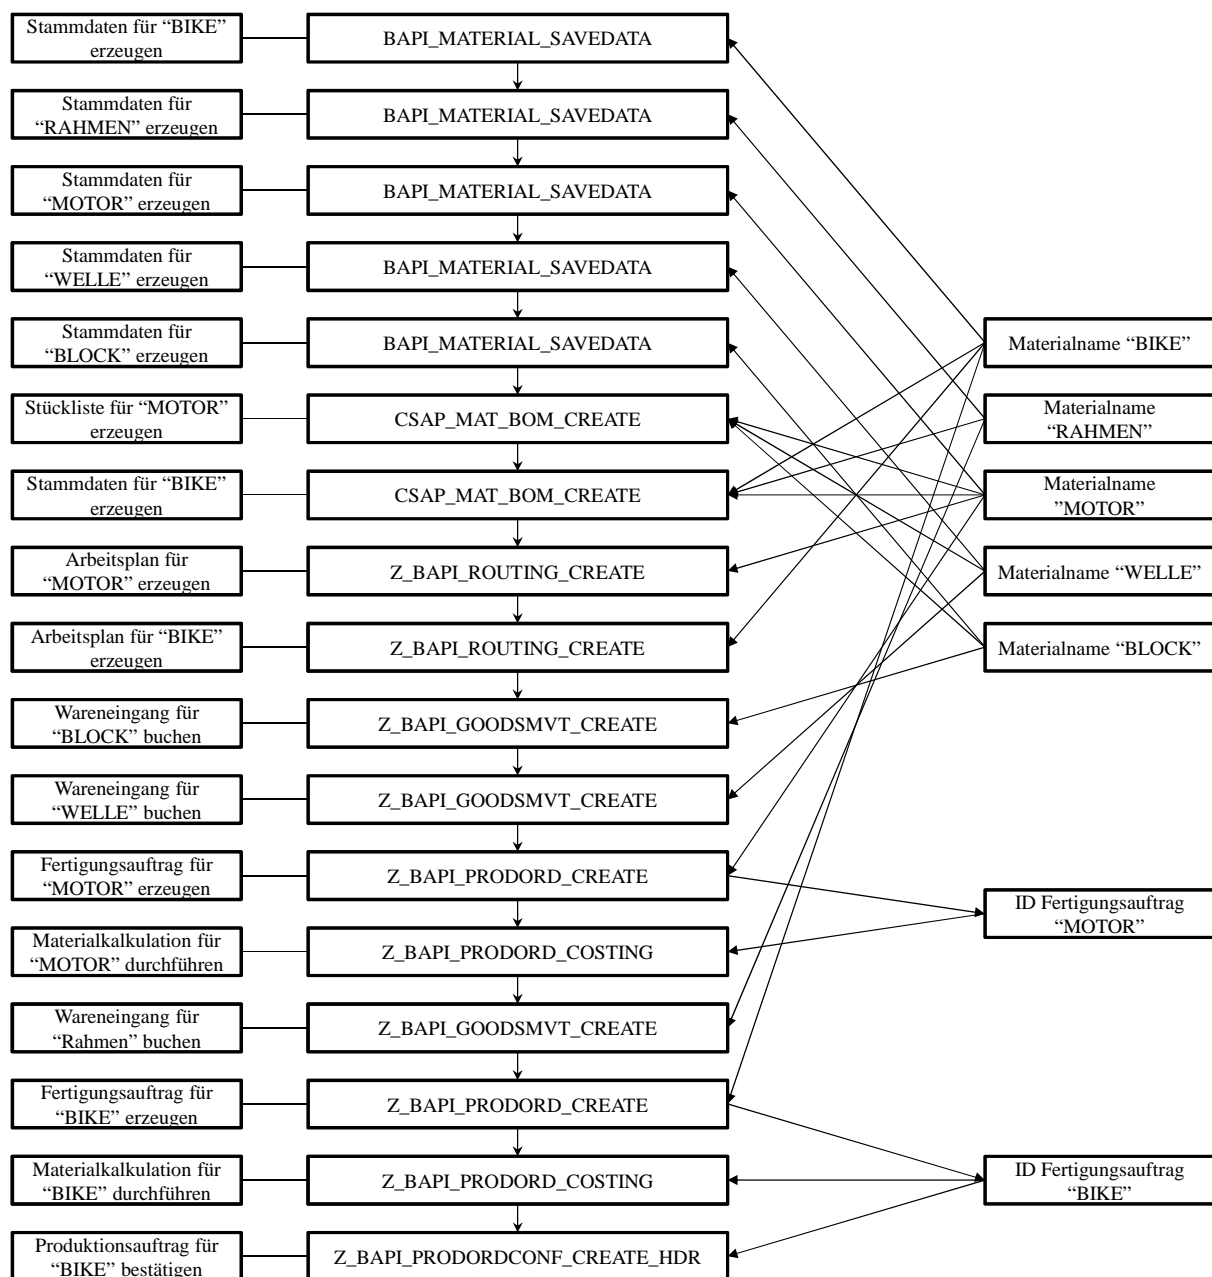 Stammdaten für “BIKE”
erzeugen
BAPI_MATERIAL_SAVEDATA
Stammdaten für
“RAHMEN” erzeugen
BAPI_MATERIAL_SAVEDATA
Stammdaten für
“MOTOR” erzeugen
BAPI_MATERIAL_SAVEDATA
Stammdaten für
“WELLE” erzeugen
BAPI_MATERIAL_SAVEDATA
Stammdaten für
“BLOCK” erzeugen
BAPI_MATERIAL_SAVEDATA
Materialname “BIKE”
Stückliste für “MOTOR”
erzeugen
CSAP_MAT_BOM_CREATE
Materialname
“RAHMEN”
Stammdaten für “BIKE”
erzeugen
CSAP_MAT_BOM_CREATE
Materialname
”MOTOR”
Arbeitsplan für
“MOTOR” erzeugen
Z_BAPI_ROUTING_CREATE
Materialname “WELLE”
Arbeitsplan für “BIKE”
erzeugen
Z_BAPI_ROUTING_CREATE
Materialname “BLOCK”
Wareneingang für
“BLOCK” buchen
Z_BAPI_GOODSMVT_CREATE
Wareneingang für
“WELLE” buchen
Z_BAPI_GOODSMVT_CREATE
Fertigungsauftrag für
“MOTOR” erzeugen
Z_BAPI_PRODORD_CREATE
ID Fertigungsauftrag
“MOTOR”
Materialkalkulation für
“MOTOR” durchführen
Z_BAPI_PRODORD_COSTING
Wareneingang für
“Rahmen” buchen
Z_BAPI_GOODSMVT_CREATE
Fertigungsauftrag für
“BIKE” erzeugen
Z_BAPI_PRODORD_CREATE
Materialkalkulation für
“BIKE” durchführen
Z_BAPI_PRODORD_COSTING
ID Fertigungsauftrag
“BIKE”
Produktionsauftrag für
“BIKE” bestätigen
Z_BAPI_PRODORDCONF_CREATE_HDR